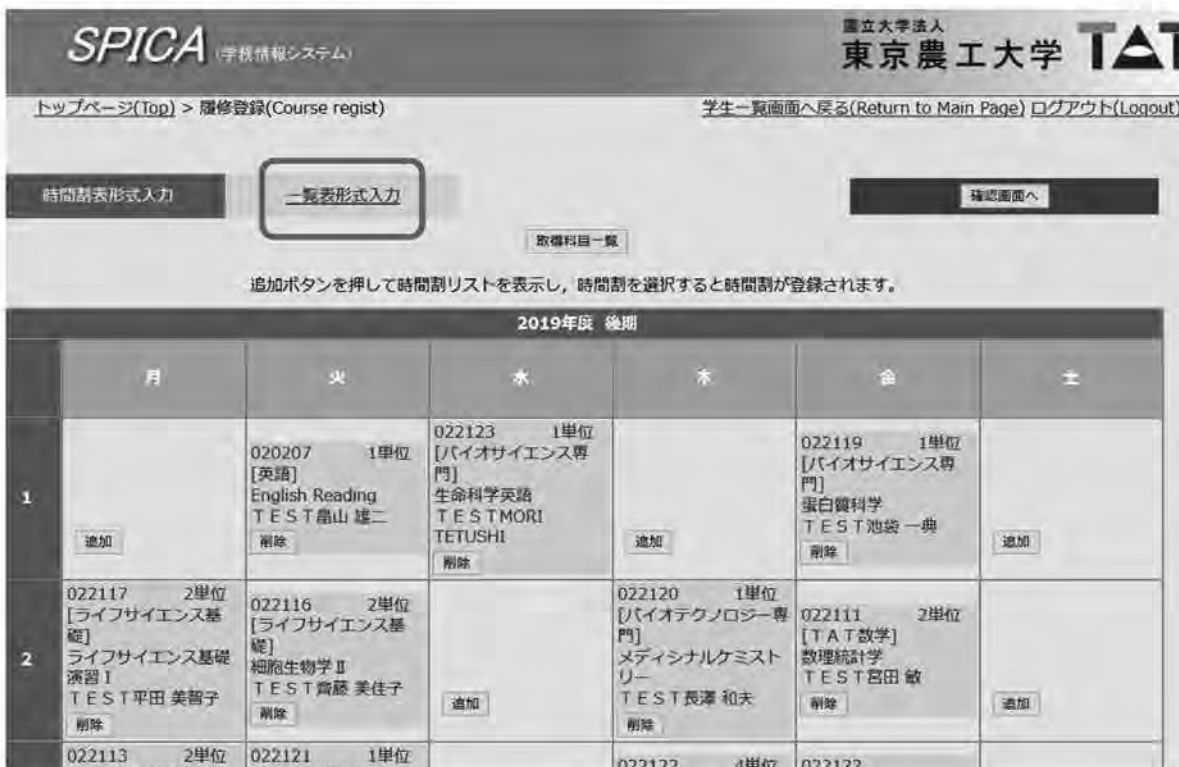 SPICA (学務情報システム)
国立大学法人
東京農工大学 TAT
トップページ(Top) > 履修登録(Course regist)
学生一覧画面へ戻る(Return to Main Page) ログアウト(Logout)
時間割表形式入力
一覧表形式入力
確認画面へ
取得科目一覧
追加ボタンを押して時間割リストを表示し，時間割を選択すると時間割が登録されます。
2019年度 後期
月
火
水
木
金
土
1
追加
020207 1単位
[英語]
English Reading
ＴＥＳＴ畠山 雄二
削除
022123 1単位
[バイオサイエンス専
門]
生命科学英語
ＴＥＳＴMORI
TETUSHI
削除
追加
022119 1単位
[バイオサイエンス専
門]
蛋白質科学
ＴＥＳＴ池袋 一典
削除
追加
2
022117 2単位
[ライフサイエンス基
礎]
ライフサイエンス基礎
演習Ⅰ
ＴＥＳＴ平田 美智子
削除
022116 2単位
[ライフサイエンス基
礎]
細胞生物学Ⅱ
ＴＥＳＴ齊藤 美佳子
削除
追加
022120 1単位
[バイオテクノロジー専
門]
メディシナルケミスト
リー
ＴＥＳＴ長澤 和夫
削除
022111 2単位
[ＴＡＴ数学]
数理統計学
ＴＥＳＴ宮田 敏
削除
追加
022113 2単位
022121 1単位
022122 4単位
022122